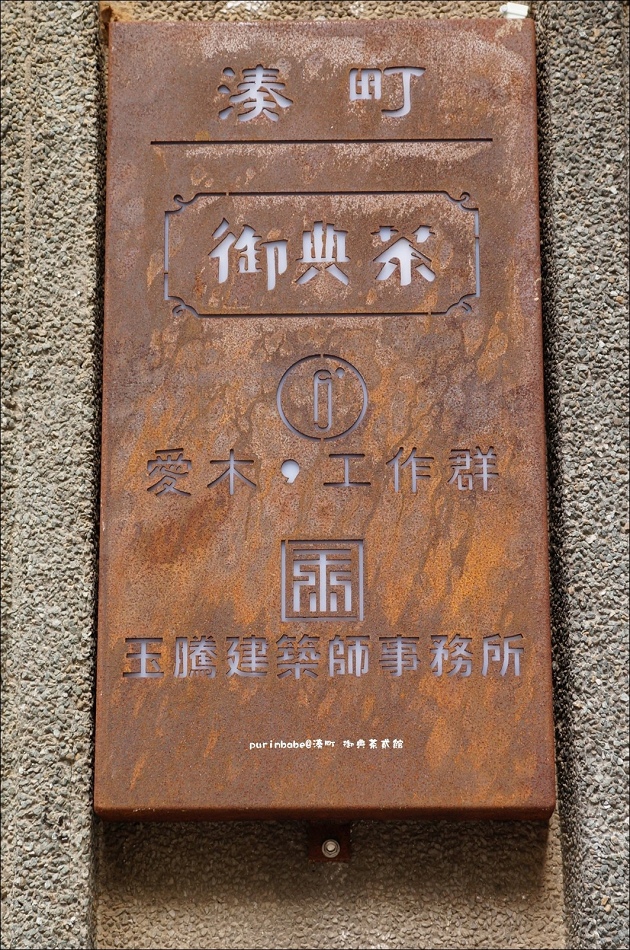 湊町
御典茶
愛木,工作群
玉騰建築師事務所
purinbabe@湊町 御典茶貳館